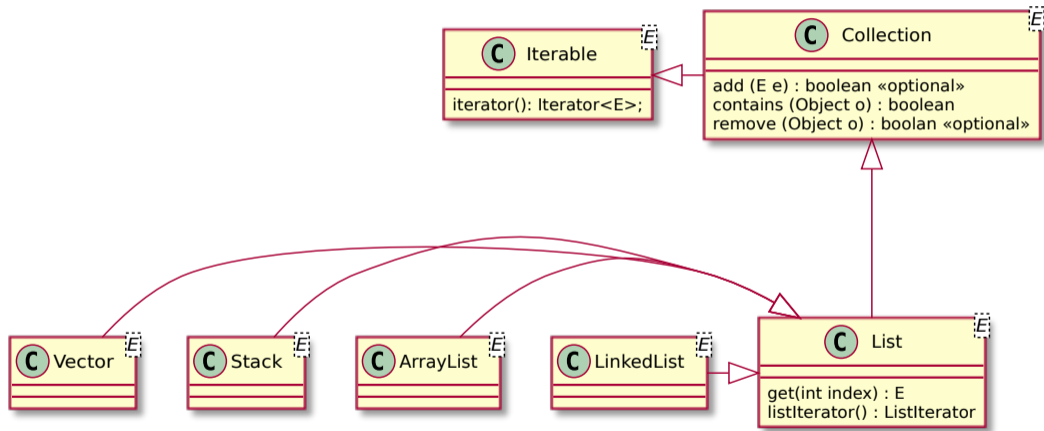 C Iterable E
iterator(): Iterator<E>;
C Collection E
add (E e) : boolean «optional»
contains (Object o) : boolean
remove (Object o) : boolan «optional»
C Vector E
C Stack E
C ArrayList E
C LinkedList E
C List E
get(int index) : E
listIterator() : ListIterator